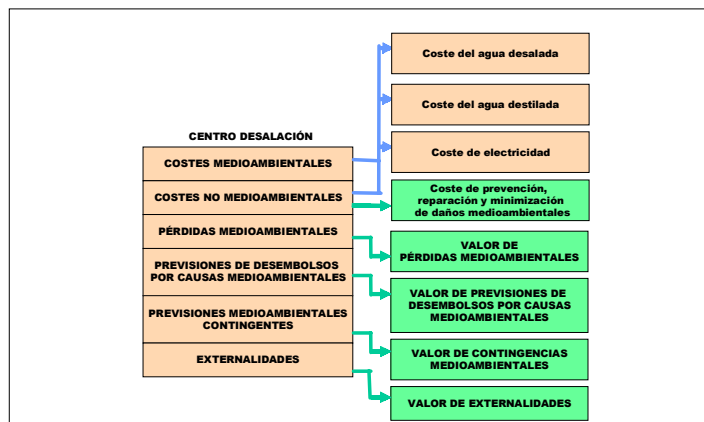 CENTRO DESALACIÓN
COSTES MEDIOAMBIENTALES
COSTES NO MEDIOAMBIENTALES
PÉRDIDAS MEDIOAMBIENTALES
PREVISIONES DE DESEMBOLSOS
POR CAUSAS MEDIOAMBIENTALES
PREVISIONES MEDIOAMBIENTALES
CONTINGENTES
EXTERNALIDADES
Coste del agua desalada
Coste del agua destilada
Coste de electricidad
Coste de prevención,
reparación y minimización
de daños medioambientales
VALOR DE
PÉRDIDAS MEDIOAMBIENTALES
VALOR DE PREVISIONES DE
DESEMBOLSOS POR CAUSAS
MEDIOAMBIENTALES
VALOR DE CONTINGENCIAS
MEDIOAMBIENTALES
VALOR DE EXTERNALIDADES